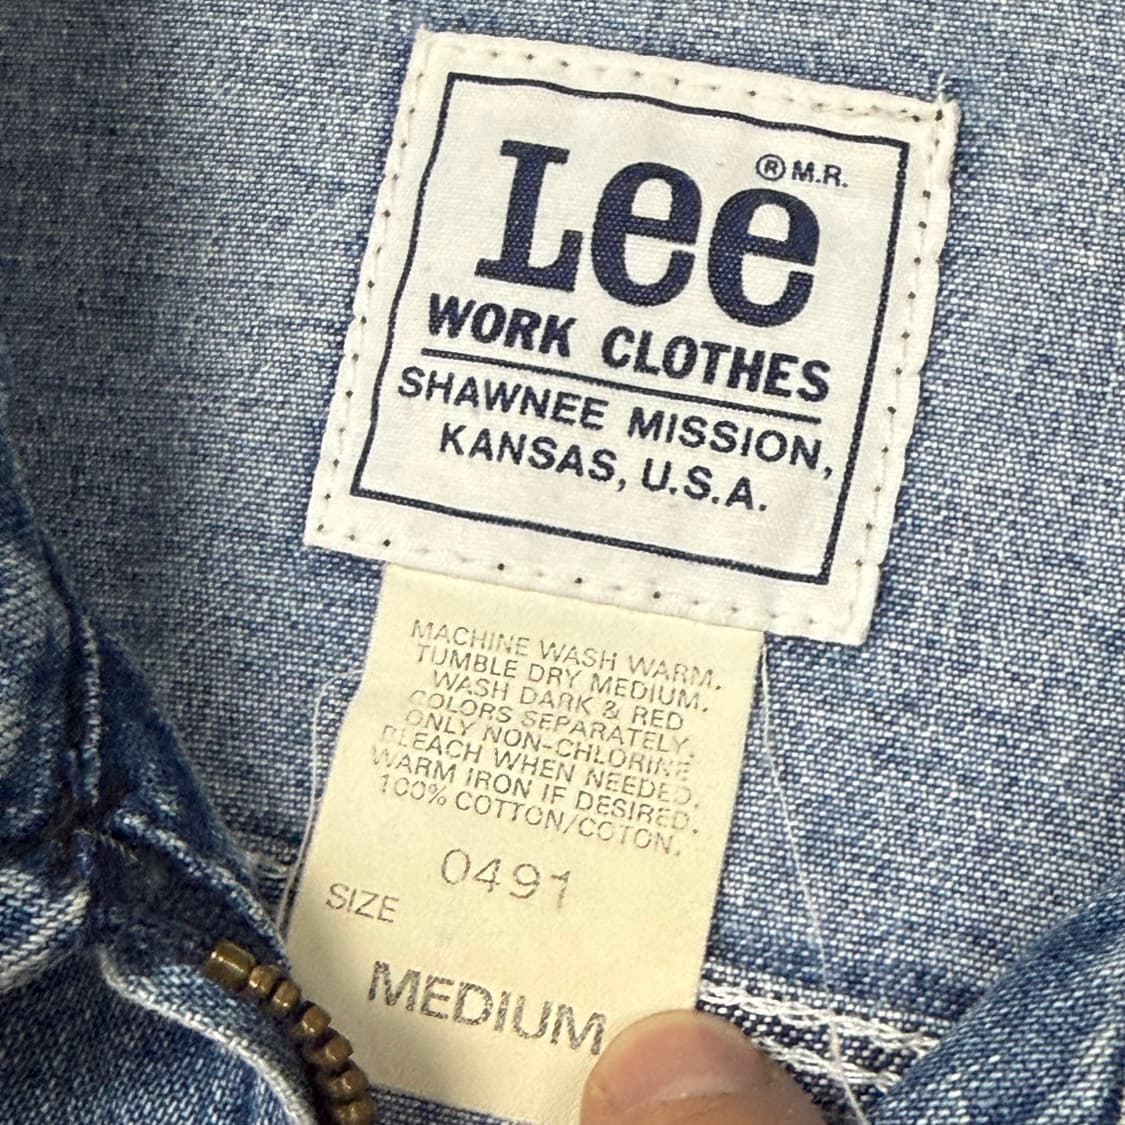 Lee ® M.R.
WORK CLOTHES
SHAWNEE MISSION,
KANSAS, U.S.A.
MACHINE WASH WARM.
TUMBLE DRY MEDIUM.
WASH DARK & RED
COLORS SEPARATELY.
ONLY NON-CHLORINE
BLEACH WHEN NEEDED.
WARM IRON IF DESIRED.
100% COTTON/COTON.
0491
SIZE
MEDIUM